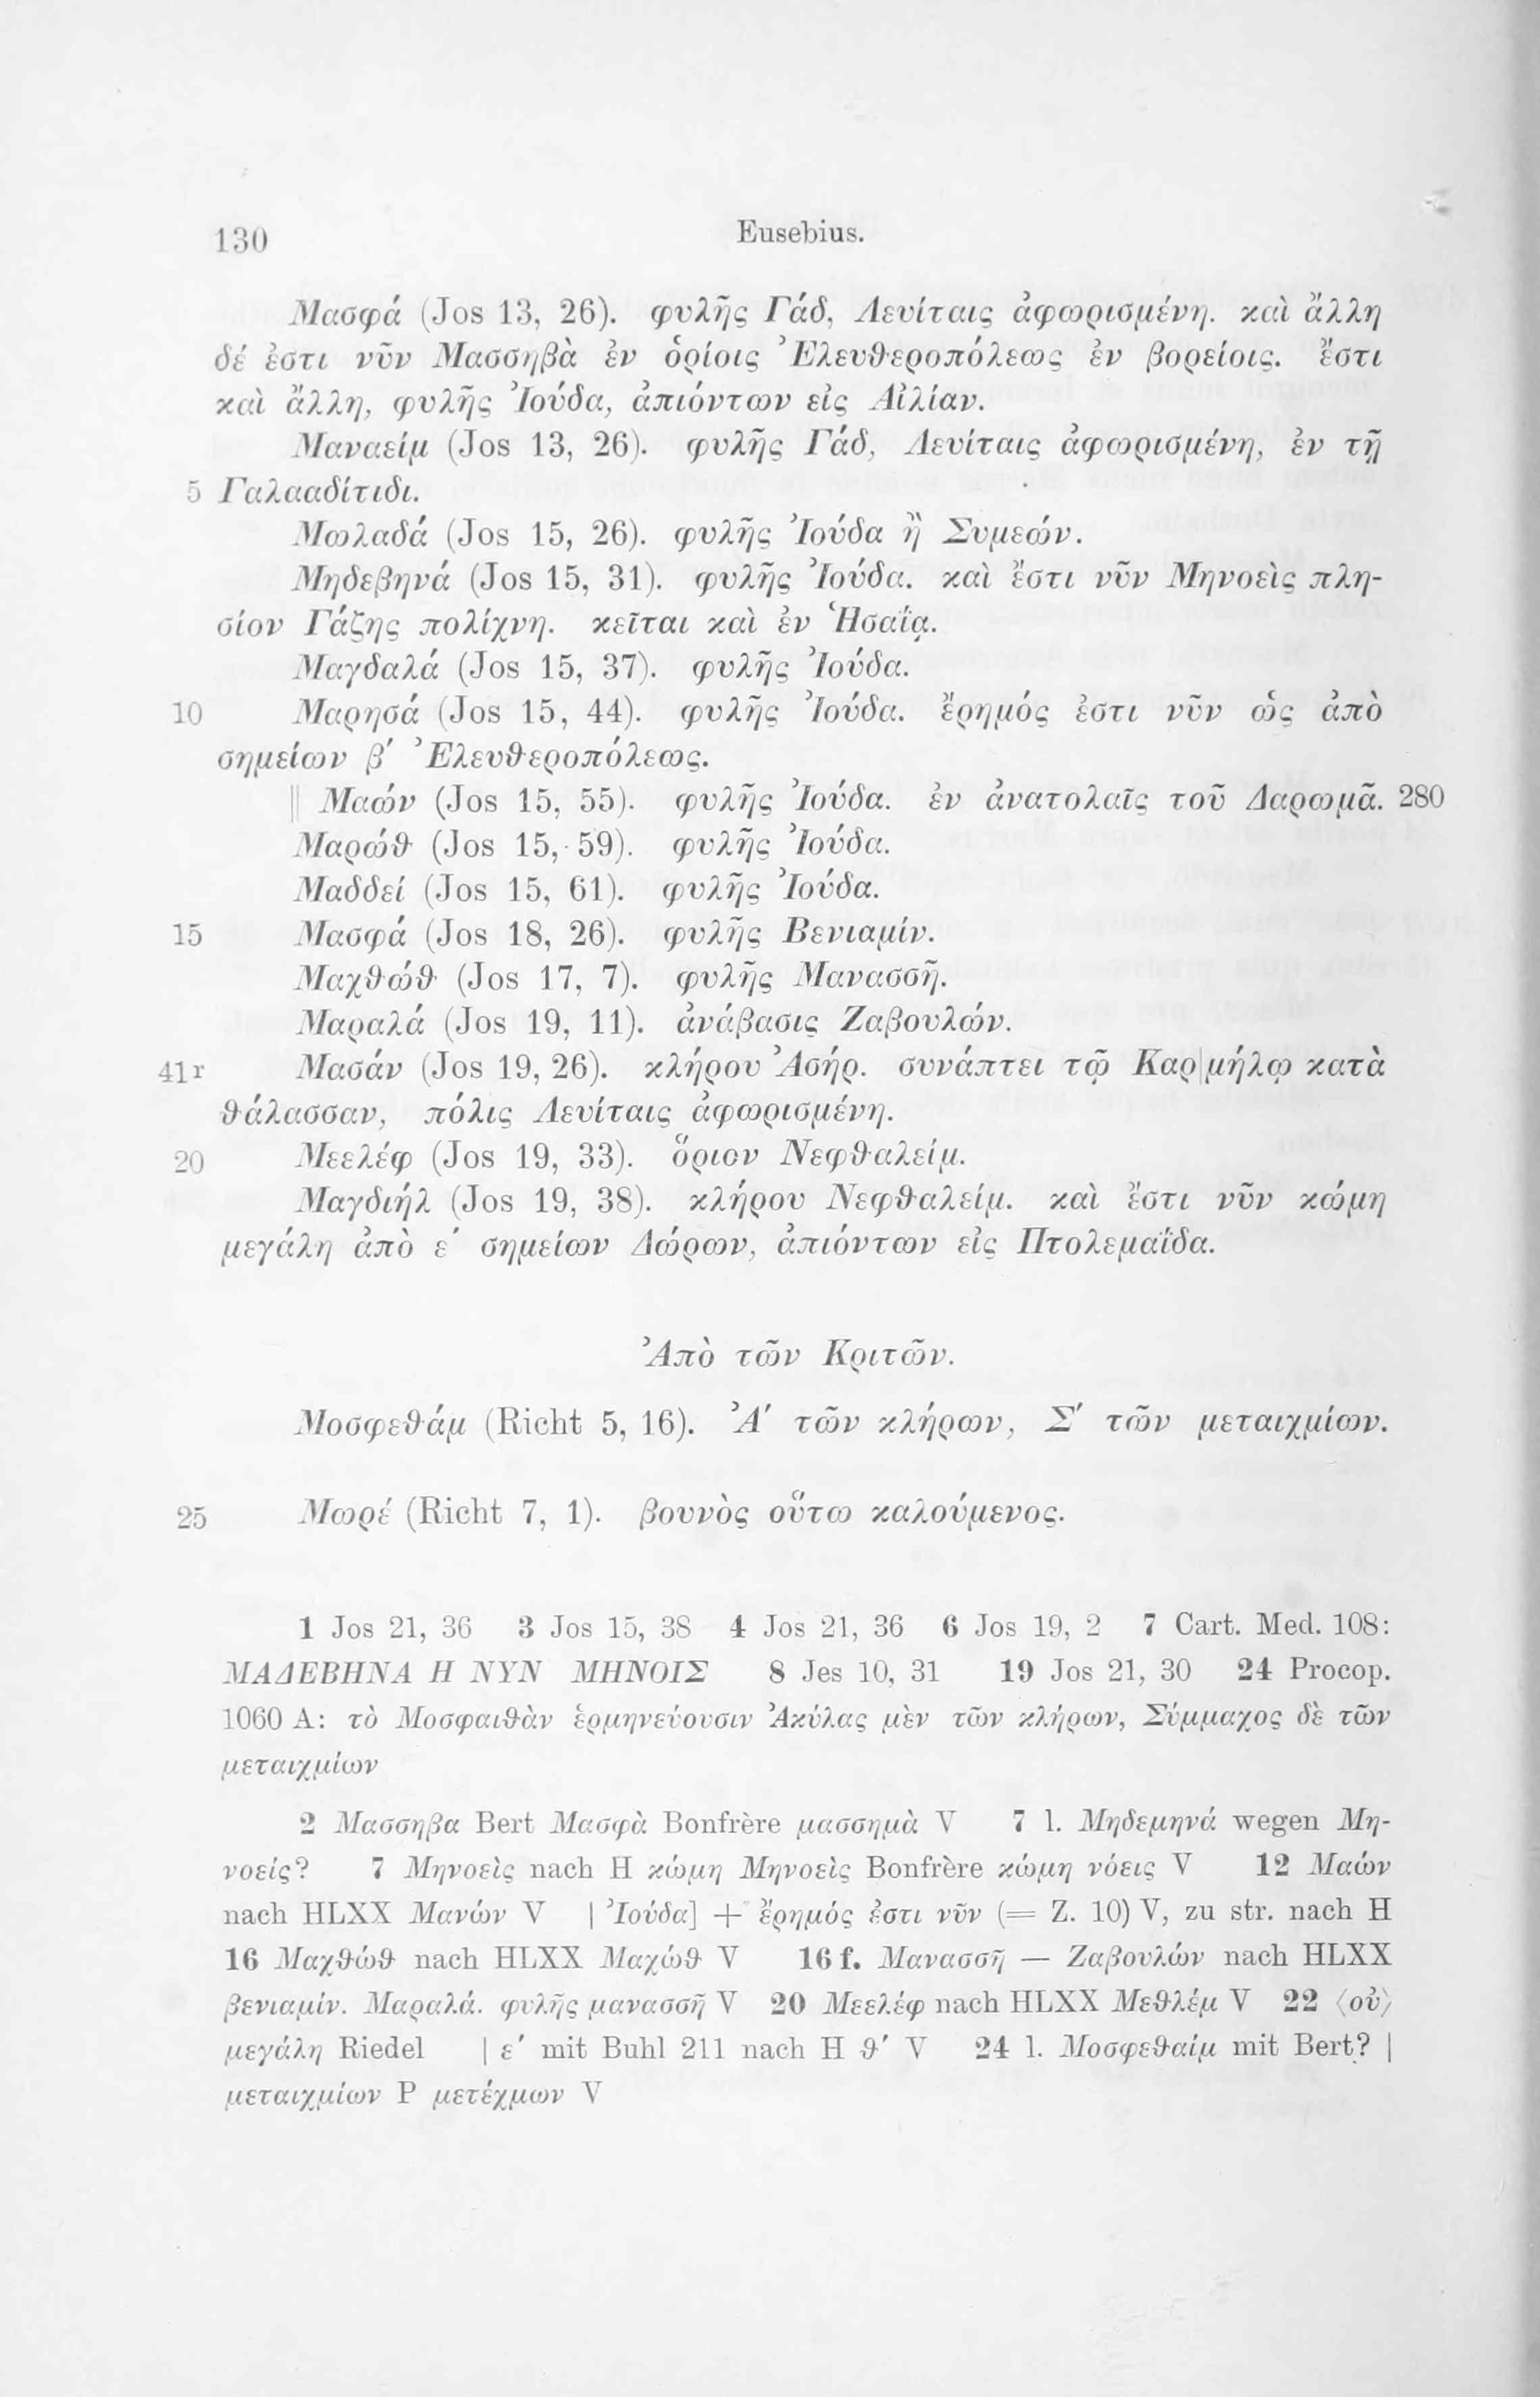 130 Eusebius.
Μασφά (Jos 13, 26). φυλῆς Γάδ, Λευίταις ἀφωρισμένη. καὶ ἄλλη
δέ ἐστι νῦν Μασσηβὰ ἐν ὁρίοις Ἐλευθεροπόλεως ἐν βορείοις. ἔστι
καὶ ἄλλη, φυλῆς Ἰούδα, ἀπιόντων εἰς Αἰλίαν.
Μαναείμ (Jos 13, 26). φυλῆς Γάδ, Λευίταις ἀφωρισμένη, ἐν τῇ
5 Γαλααδίτιδι.
Μωλαδά (Jos 15, 26). φυλῆς Ἰούδα ἢ Συμεών.
Μηδεβηνά (Jos 15, 31). φυλῆς Ἰούδα. καὶ ἔστι νῦν Μηνοεὶς πλη-
σίον Γάζης πολίχνη. κεῖται καὶ ἐν Ἡσαΐᾳ.
Μαγδαλά (Jos 15, 37). φυλῆς Ἰούδα.
10 Μαρησά (Jos 15, 44). φυλῆς Ἰούδα. ἔρημός ἐστι νῦν ὡς ἀπὸ
σημείων β′ Ἐλευθεροπόλεως.
‖ Μαών (Jos 15, 55). φυλῆς Ἰούδα. ἐν ἀνατολαῖς τοῦ Δαρωμᾶ. 280
Μαρώθ (Jos 15, 59). φυλῆς Ἰούδα.
Μαδδεί (Jos 15, 61). φυλῆς Ἰούδα.
15 Μασφά (Jos 18, 26). φυλῆς Βενιαμίν.
Μαχθώθ (Jos 17, 7). φυλῆς Μανασσῆ.
Μαραλά (Jos 19, 11). ἀνάβασις Ζαβουλών.
41r Μασάν (Jos 19, 26). κλήρου Ἀσήρ. συνάπτει τῷ Καρ|μήλῳ κατὰ
θάλασσαν, πόλις Λευίταις ἀφωρισμένη.
20 Μεελέφ (Jos 19, 33). ὅριον Νεφθαλείμ.
Μαγδιήλ (Jos 19, 38). κλήρου Νεφθαλείμ. καὶ ἔστι νῦν κώμη
μεγάλη ἀπὸ ε′ σημείων Δώρων, ἀπιόντων εἰς Πτολεμαΐδα.
Ἀπὸ τῶν Κριτῶν.
Μοσφεθάμ (Richt 5, 16). Ἀ′ τῶν κλήρων, Σ′ τῶν μεταιχμίων.
25 Μωρέ (Richt 7, 1). βουνὸς οὕτω καλούμενος.
1 Jos 21, 36 3 Jos 15, 38 4 Jos 21, 36 6 Jos 19, 2 7 Cart. Med. 108:
ΜΑΔΕΒΗΝΑ Η ΝΥΝ ΜΗΝΟΙΣ 8 Jes 10, 31 19 Jos 21, 30 24 Procop.
1060 A: τὸ Μοσφαιθὰν ἑρμηνεύουσιν Ἀκύλας μὲν τῶν κλήρων, Σύμμαχος δὲ τῶν
μεταιχμίων
2 Μασσηβα Bert Μασφὰ Bonfrère μασσημὰ V 7 l. Μηδεμηνά wegen Μη-
νοείς? 7 Μηνοεὶς nach H κώμη Μηνοεὶς Bonfrère κώμη νόεις V 12 Μαών
nach HLXX Μανών V | Ἰούδα] + ἔρημός ἐστι νῦν (= Z. 10) V, zu str. nach H
16 Μαχθώθ nach HLXX Μαχώθ V 16 f. Μανασσῆ — Ζαβουλών nach HLXX
βενιαμίν. Μαραλά. φυλῆς μανασσῆ V 20 Μεελέφ nach HLXX Μεθλέμ V 22 ⟨οὐ⟩
μεγάλη Riedel | ε′ mit Buhl 211 nach H θ′ V 24 l. Μοσφεθαίμ mit Bert? |
μεταιχμίων P μετέχμων V